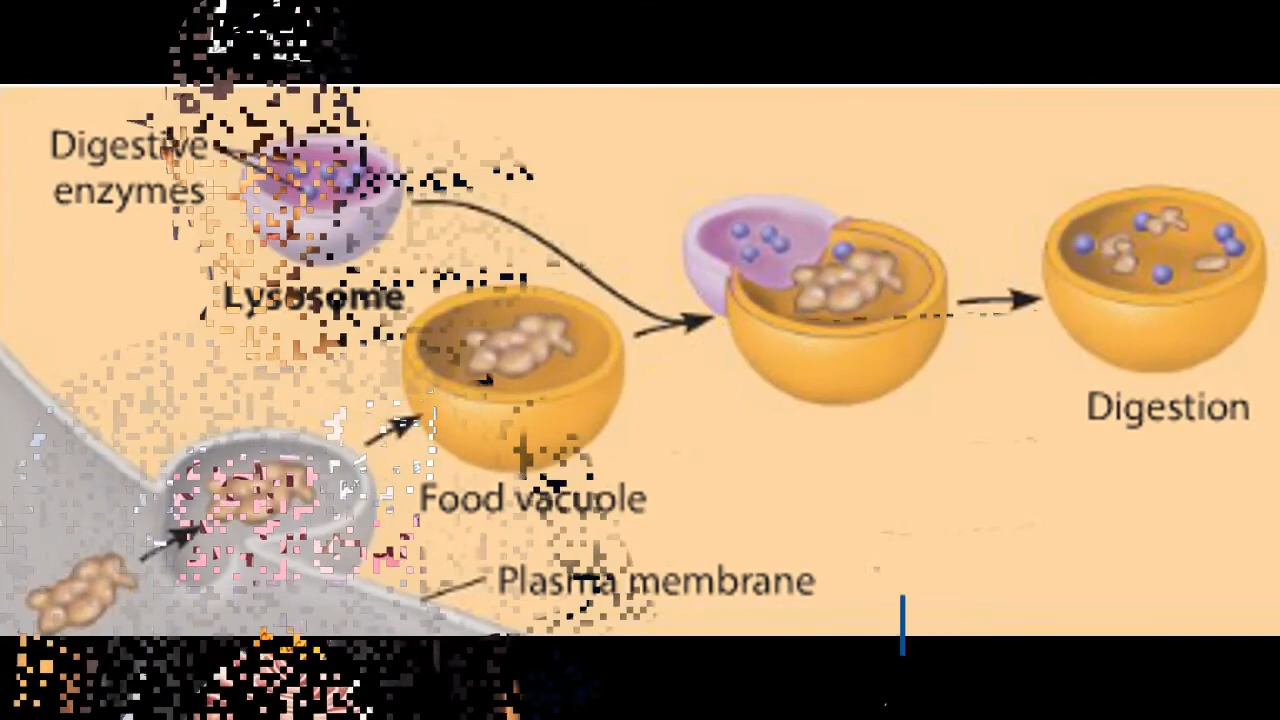 Digestive
enzymes
Lysosome
Food vacuole
Plasma membrane
Digestion